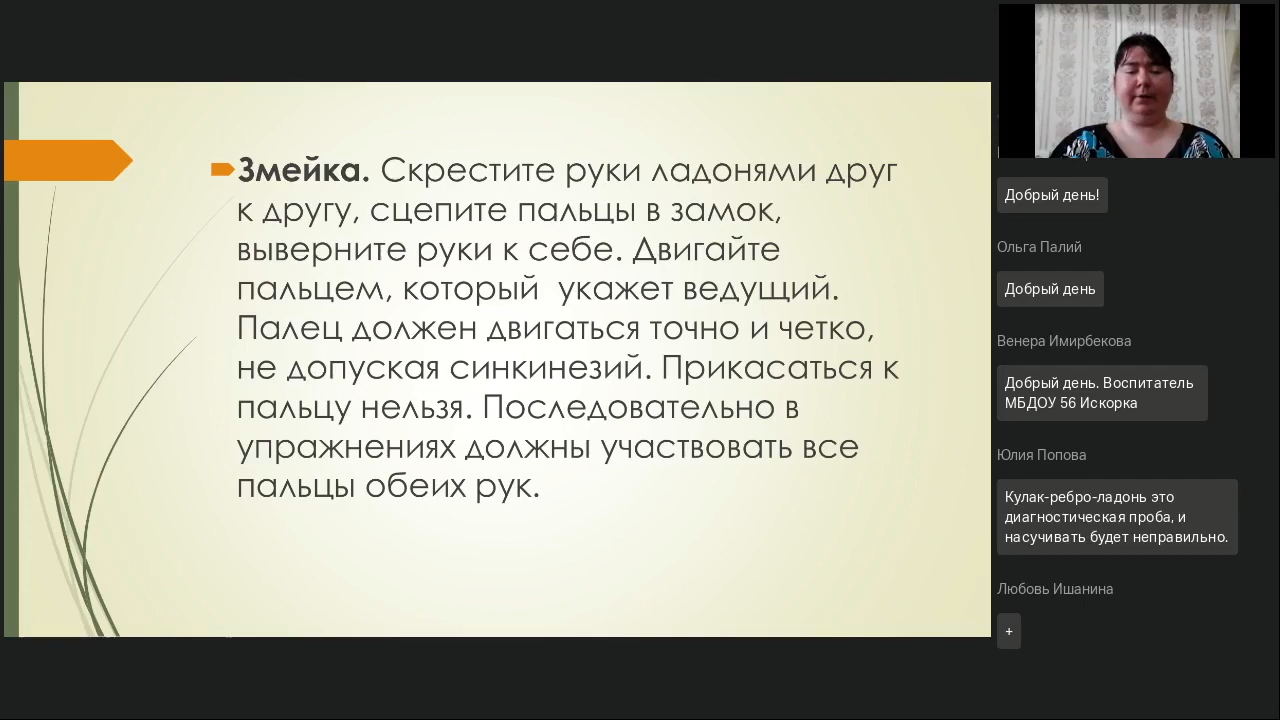 Змейка. Скрестите руки ладонями друг
к другу, сцепите пальцы в замок,
выверните руки к себе. Двигайте
пальцем, который  укажет ведущий.
Палец должен двигаться точно и четко,
не допуская синкинезий. Прикасаться к
пальцу нельзя. Последовательно в
упражнениях должны участвовать все
пальцы обеих рук.
Добрый день!
Ольга Палий
Добрый день
Венера Имирбекова
Добрый день. Воспитатель
МБДОУ 56 Искорка
Юлия Попова
Кулак-ребро-ладонь это
диагностическая проба, и
насучивать будет неправильно.
Любовь Ишанина
+